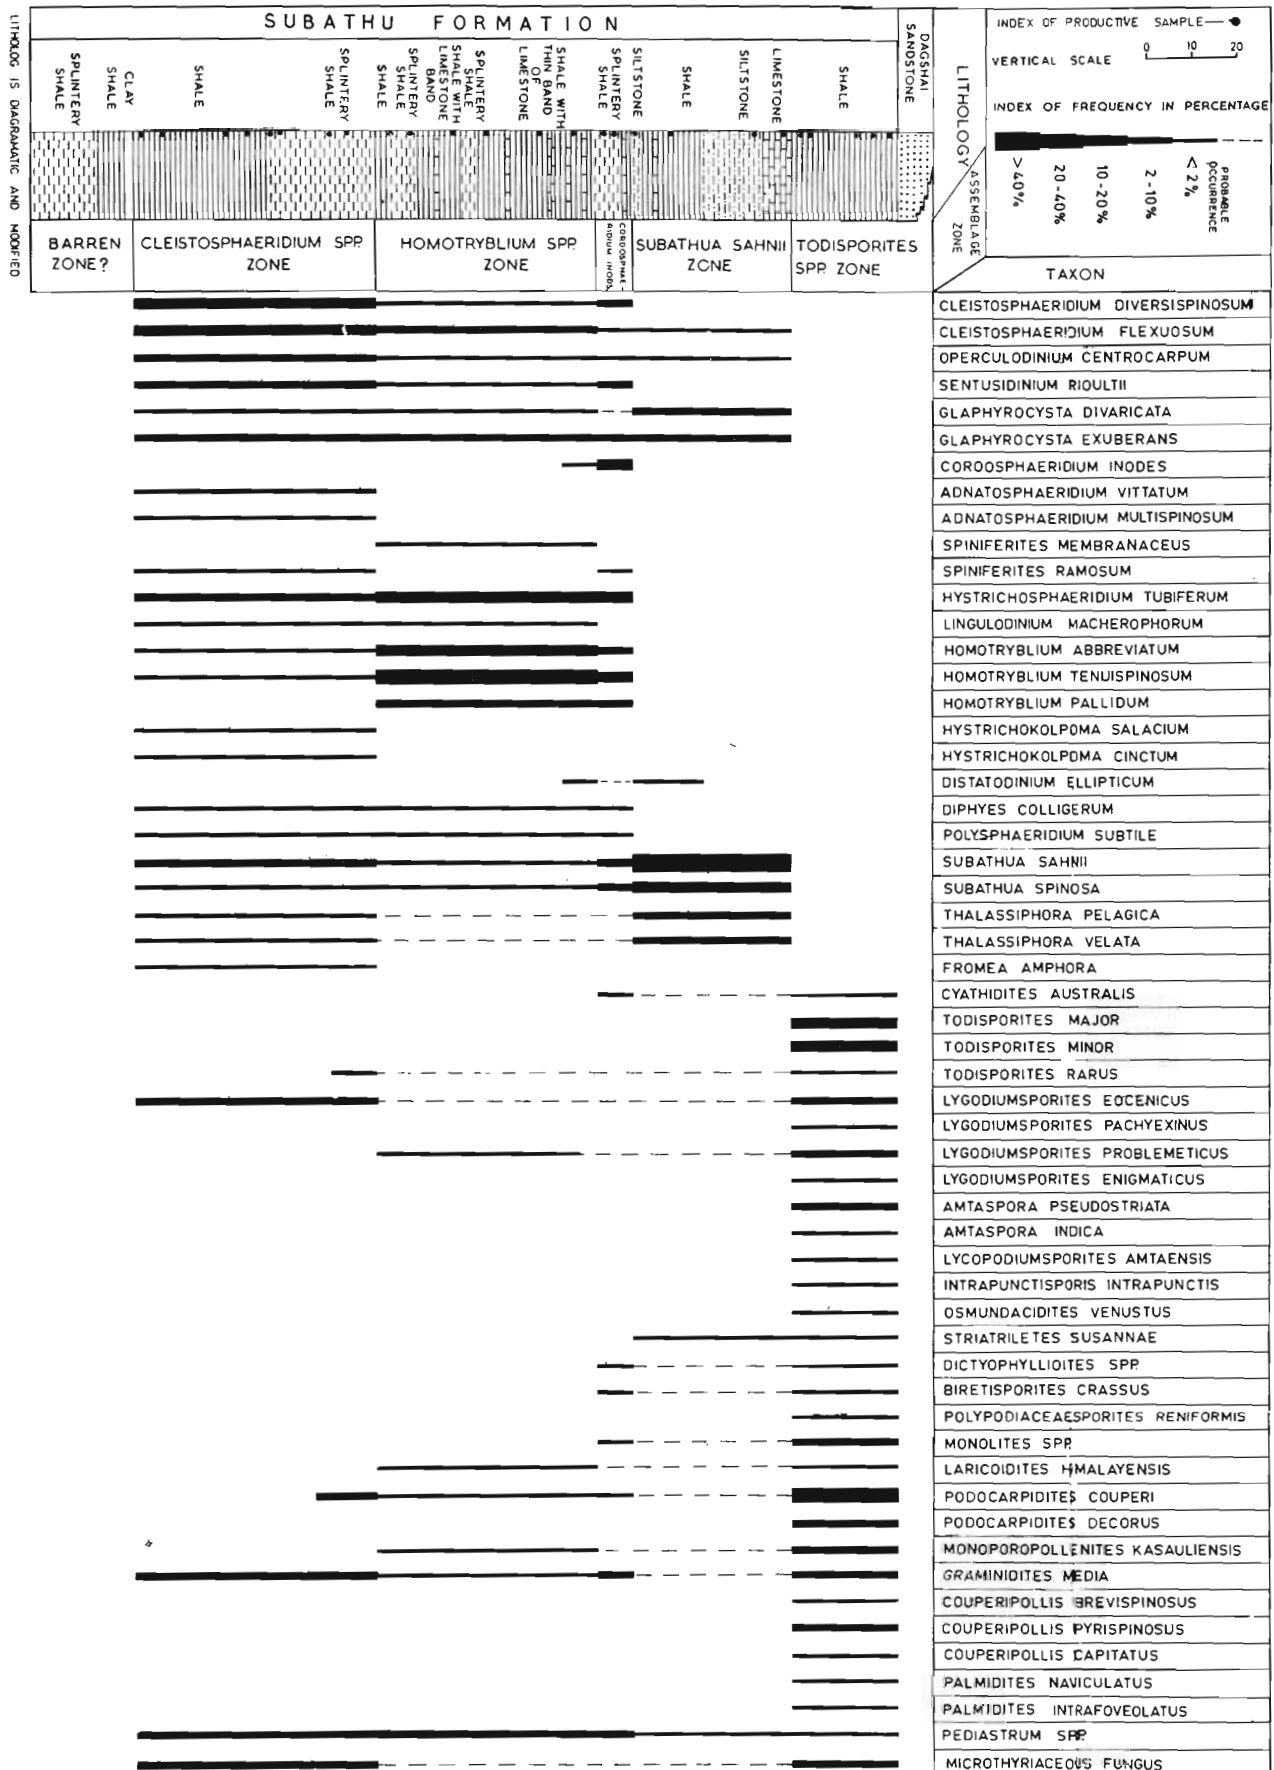 SUBATHU FORMATION
LITHOLOG IS DIAGRAMATIC AND MODIFIED
SPLINTERY SHALE
CLAY SHALE
SHALE
SPLINTERY SHALE
SHALE
SPLINTERY SHALE
SHALE WITH LIMESTONE BAND
SPLINTERY SHALE
LIMESTONE
SHALE WITH THIN BAND OF
SPLINTERY SHALE
SILTSTONE
SHALE
SILTSTONE
LIMESTONE
SHALE
DAGSHAI SANDSTONE
LITHOLOGY
ASSEMBLAGE ZONE
INDEX OF PRODUCTIVE SAMPLE
VERTICAL SCALE 0 10 20
INDEX OF FREQUENCY IN PERCENTAGE
>40%
20-40%
10-20%
2-10%
<2%
PROBABLE OCCURRENCE
TAXON
BARREN ZONE?
CLEISTOSPHAERIDIUM SPP. ZONE
HOMOTRYBLIUM SPP. ZONE
CORDOSPHAE-RIDIUM INODS.
SUBATHUA SAHNII ZONE
TODISPORITES SPP. ZONE
CLEISTOSPHAERIDIUM DIVERSISPINOSUM
CLEISTOSPHAERIDIUM FLEXUOSUM
OPERCULODINIUM CENTROCARPUM
SENTUSIDINIUM RIOULTII
GLAPHYROCYSTA DIVARICATA
GLAPHYROCYSTA EXUBERANS
COROOSPHAERIDIUM INODES
ADNATOSPHAERIDIUM VITTATUM
ADNATOSPHAERIDIUM MULTISPINOSUM
SPINIFERITES MEMBRANACEUS
SPINIFERITES RAMOSUM
HYSTRICHOSPHAERIDIUM TUBIFERUM
LINGULODINIUM MACHEROPHORUM
HOMOTRYBLIUM ABBREVIATUM
HOMOTRYBLIUM TENUISPINOSUM
HOMOTRYBLIUM PALLIDUM
HYSTRICHOKOLPOMA SALACIUM
HYSTRICHOKOLPOMA CINCTUM
DISTATODINIUM ELLIPTICUM
DIPHYES COLLIGERUM
POLYSPHAERIDIUM SUBTILE
SUBATHUA SAHNII
SUBATHUA SPINOSA
THALASSIPHORA PELAGICA
THALASSIPHORA VELATA
FROMEA AMPHORA
CYATHIDITES AUSTRALIS
TODISPORITES MAJOR
TODISPORITES MINOR
TODISPORITES RARUS
LYGODIUMSPORITES EOCENICUS
LYGODIUMSPORITES PACHYEXINUS
LYGODIUMSPORITES PROBLEMETICUS
LYGODIUMSPORITES ENIGMATICUS
AMTASPORA PSEUDOSTRIATA
AMTASPORA INDICA
LYCOPODIUMSPORITES AMTAENSIS
INTRAPUNCTISPORIS INTRAPUNCTIS
OSMUNDACIDITES VENUSTUS
STRIATRILETES SUSANNAE
DICTYOPHYLLIOITES SPP.
BIRETISPORITES CRASSUS
POLYPODIACEAESPORITES RENIFORMIS
MONOLITES SPP.
LARICOIDITES HMALAYENSIS
PODOCARPIDITES COUPERI
PODOCARPIDITES DECORUS
MONOPOROPOLLENITES KASAULIENSIS
GRAMINIDITES MEDIA
COUPERIPOLLIS BREVISPINOSUS
COUPERIPOLLIS PYRISPINOSUS
COUPERIPOLLIS CAPITATUS
PALMIDITES NAVICULATUS
PALMIDITES INTRAFOVEOLATUS
PEDIASTRUM SPP.
MICROTHYRIACEOUS FUNGUS